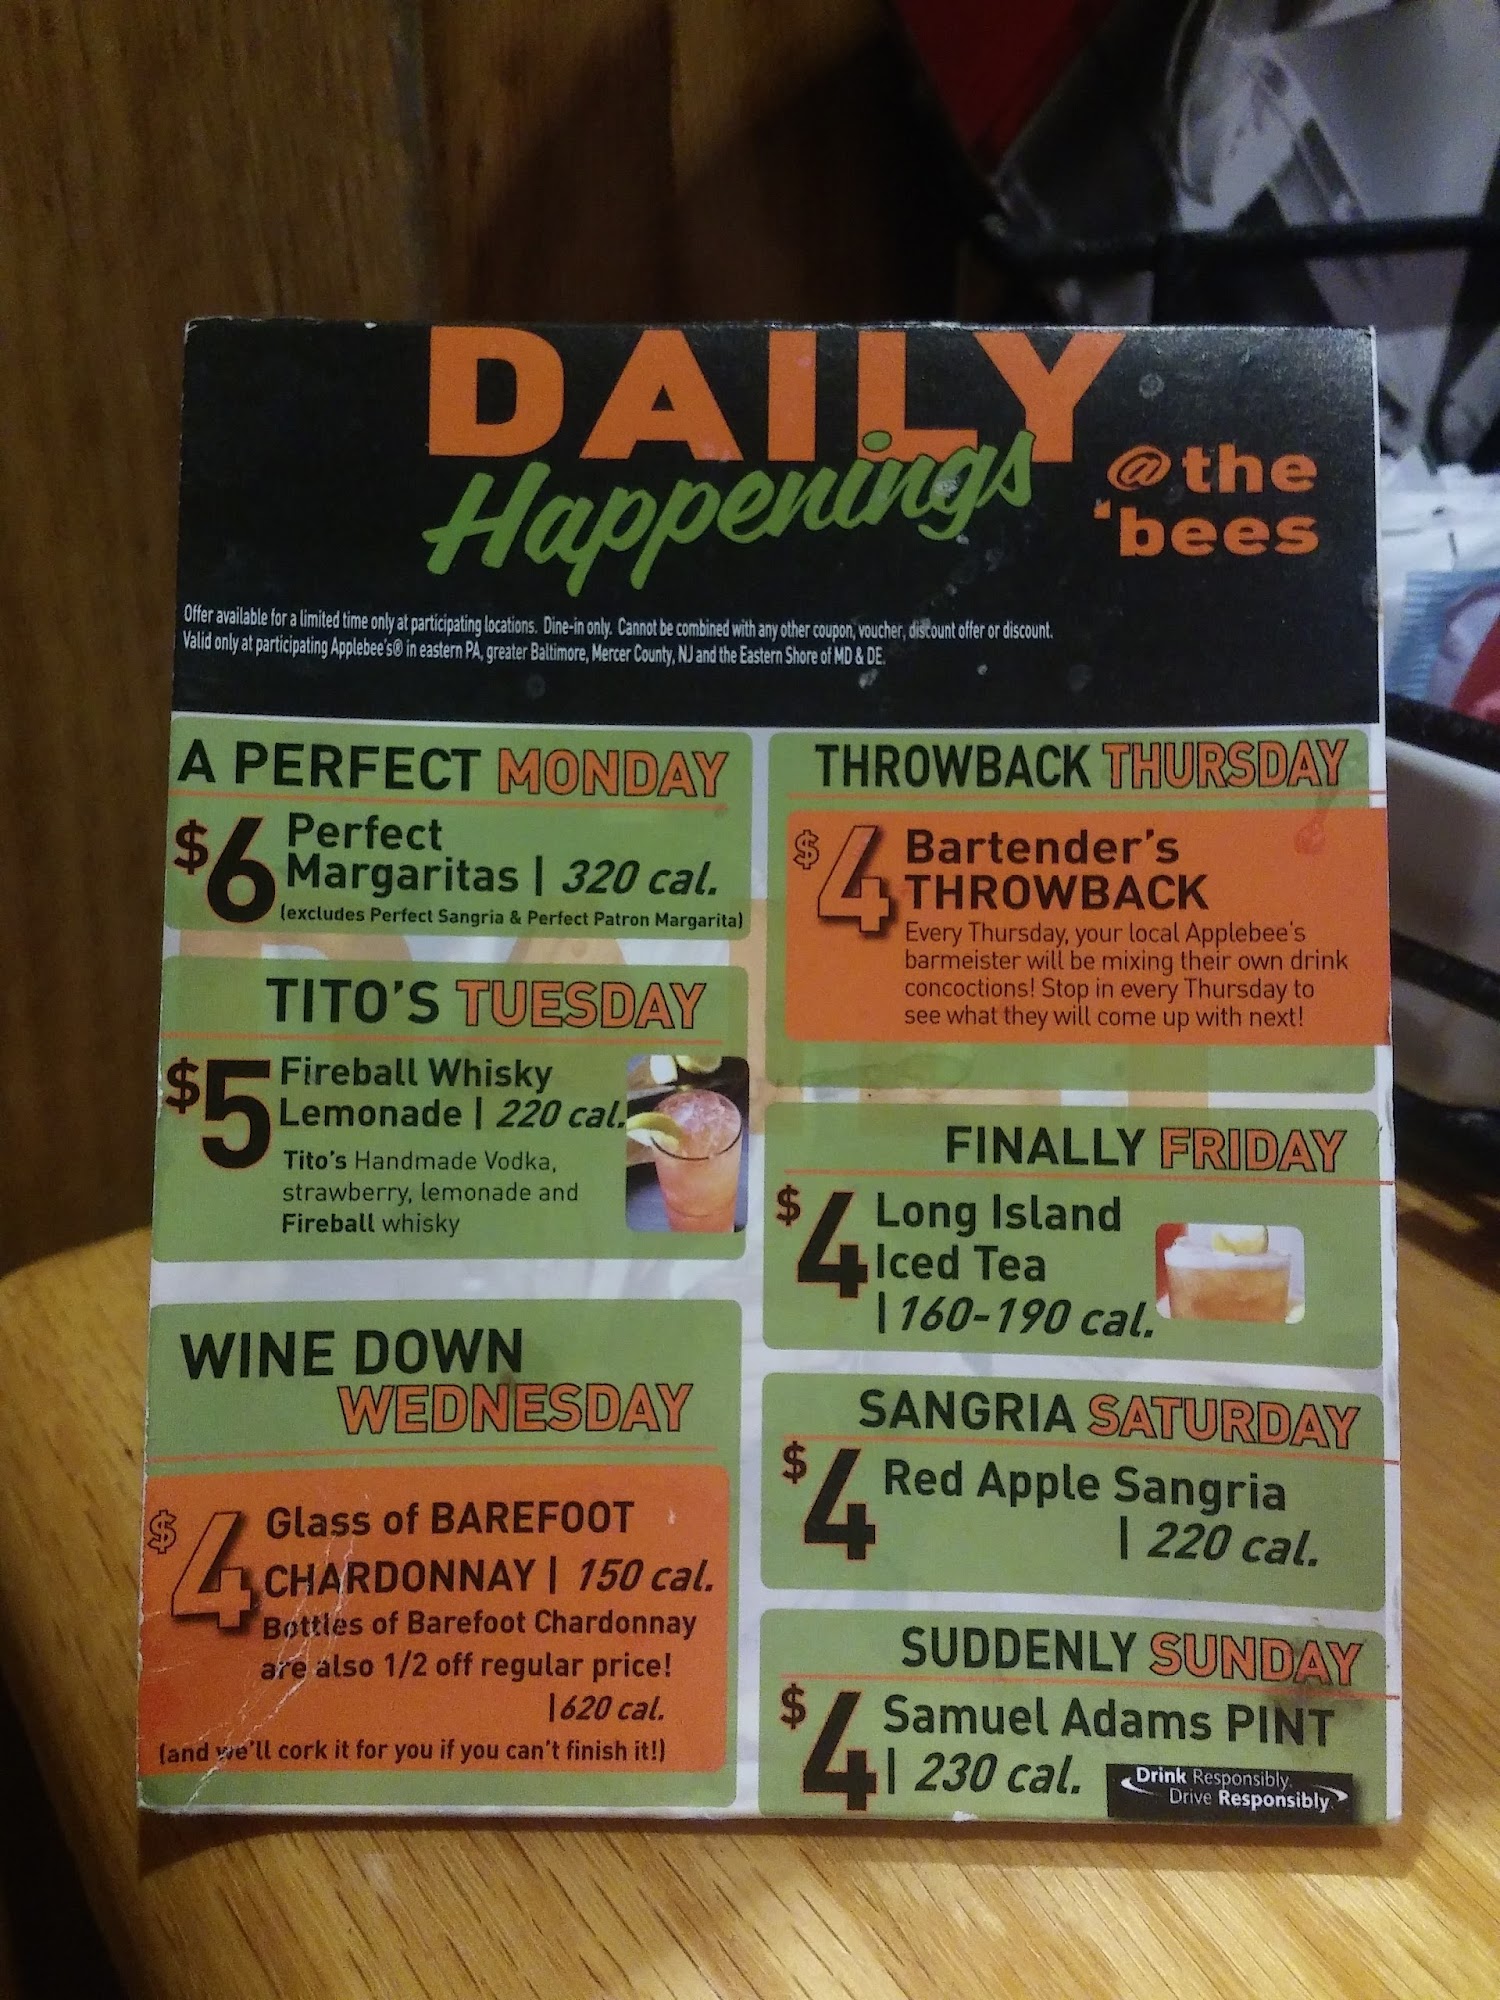 DAILY
Happenings
@ the
'bees
Offer available for a limited time only at participating locations. Dine-in only. Cannot be combined with any other coupon, voucher, discount offer or discount.
Valid only at participating Applebee's® in eastern PA, greater Baltimore, Mercer County, NJ and the Eastern Shore of MD & DE.
A PERFECT MONDAY
$6 Perfect
Margaritas | 320 cal.
(excludes Perfect Sangria & Perfect Patron Margarita)
TITO'S TUESDAY
$5 Fireball Whisky
Lemonade | 220 cal.
Tito's Handmade Vodka,
strawberry, lemonade and
Fireball whisky
WINE DOWN
WEDNESDAY
$4 Glass of BAREFOOT
CHARDONNAY | 150 cal.
Bottles of Barefoot Chardonnay
are also 1/2 off regular price!
| 620 cal.
(and we'll cork it for you if you can't finish it!)
THROWBACK THURSDAY
$4 Bartender's
THROWBACK
Every Thursday, your local Applebee's
barmeister will be mixing their own drink
concoctions! Stop in every Thursday to
see what they will come up with next!
FINALLY FRIDAY
$4 Long Island
Iced Tea
| 160-190 cal.
SANGRIA SATURDAY
$4 Red Apple Sangria
| 220 cal.
SUDDENLY SUNDAY
$4 Samuel Adams PINT
| 230 cal.
Drink Responsibly.
Drive Responsibly.